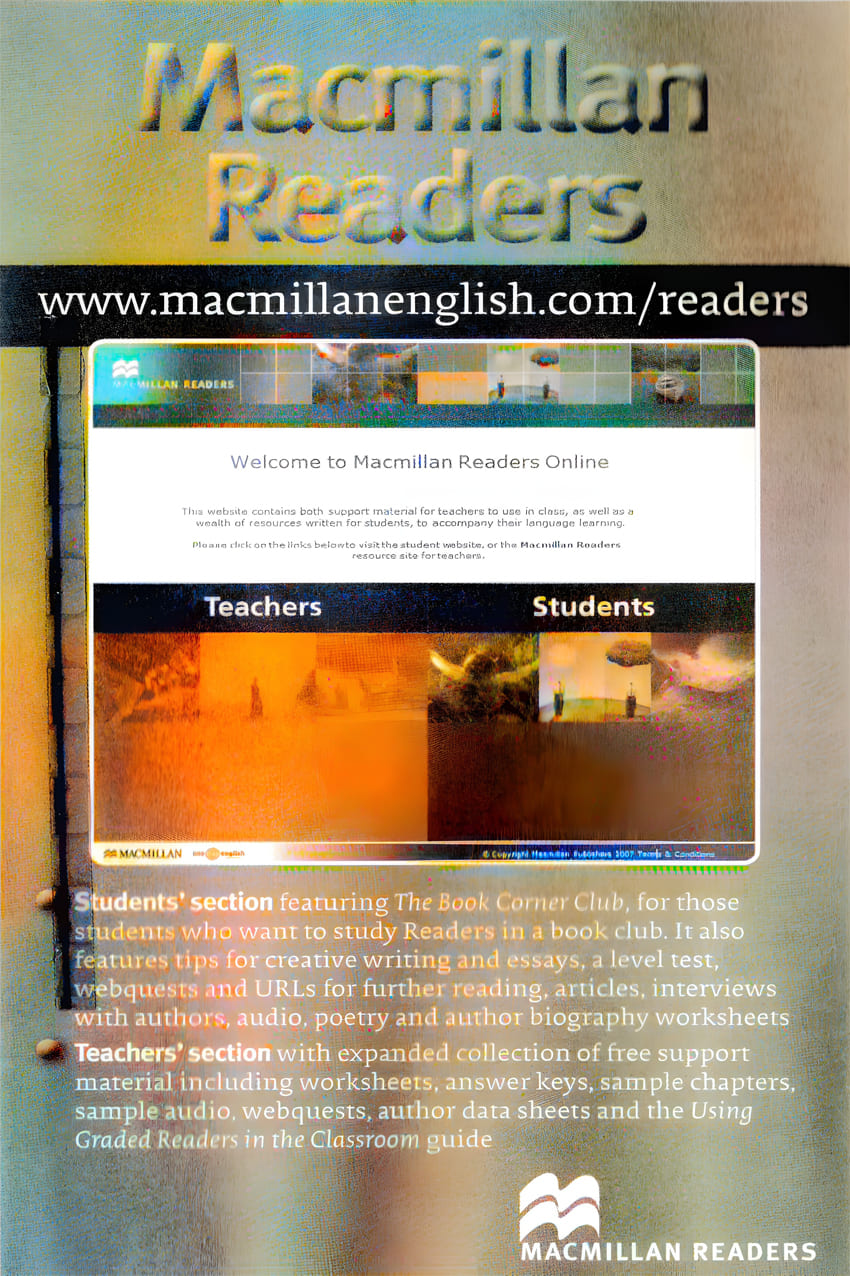 Macmillan
Readers
www.macmillanenglish.com/readers
MACMILLAN READERS
Welcome to Macmillan Readers Online
This website contains both support material for teachers to use in class, as well as a
wealth of resources written for students, to accompany their language learning.
Please click on the links below to visit the student website, or the Macmillan Readers
resource site for teachers.
Teachers
Students
MACMILLAN
english
© Copyright Macmillan Publishers 2007 Terms & Conditions
Students' section featuring The Book Corner Club, for those
students who want to study Readers in a book club. It also
features tips for creative writing and essays, a level test,
webquests and URLs for further reading, articles, interviews
with authors, audio, poetry and author biography worksheets
Teachers' section with expanded collection of free support
material including worksheets, answer keys, sample chapters,
sample audio, webquests, author data sheets and the Using
Graded Readers in the Classroom guide
MACMILLAN READERS